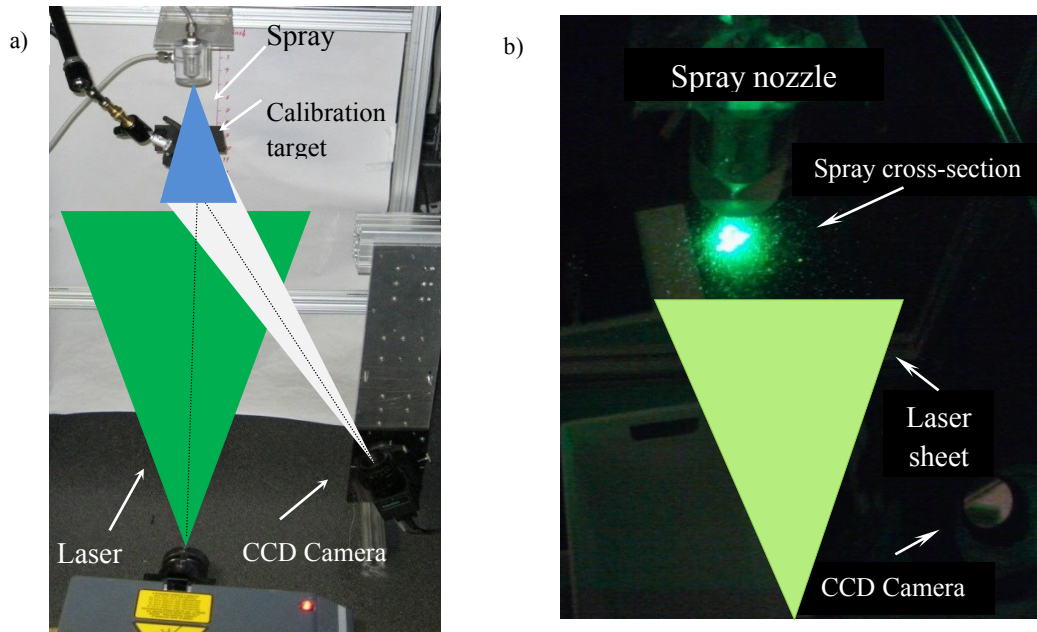 a)
Spray
Calibration
target
Laser
CCD Camera
b)
Spray nozzle
Spray cross-section
Laser
sheet
CCD Camera